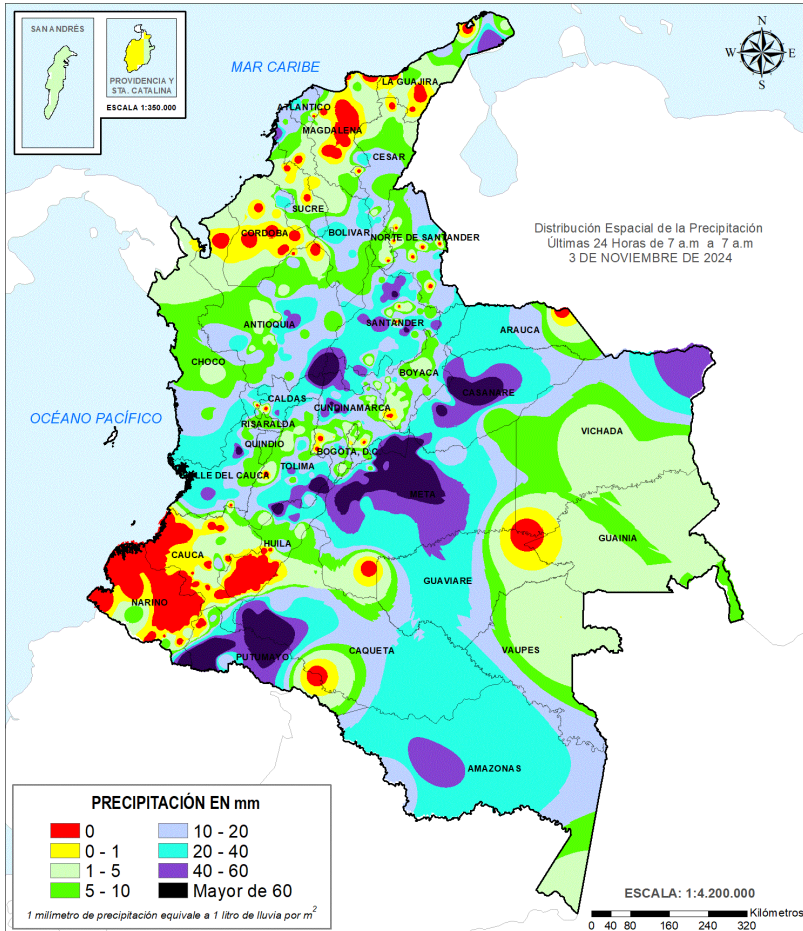 SAN ANDRÉS
PROVIDENCIA Y
STA. CATALINA
ESCALA 1:350.000
MAR CARIBE
N
W
E
S
LA GUAJIRA
ATLANTICO
MAGDALENA
CESAR
SUCRE
CORDOBA
BOLIVAR
NORTE DE SANTANDER
Distribución Espacial de la Precipitación
Últimas 24 Horas de 7 a.m a 7 a.m
3 DE NOVIEMBRE DE 2024
ANTIOQUIA
SANTANDER
ARAUCA
CHOCO
BOYACA
CASANARE
CALDAS
CUNDINAMARCA
OCÉANO PACÍFICO
RISARALDA
VICHADA
QUINDIO
BOGOTA, D.C
TOLIMA
VALLE DEL CAUCA
META
GUAINIA
HUILA
CAUCA
GUAVIARE
NARIÑO
CAQUETA
VAUPES
PUTUMAYO
AMAZONAS
PRECIPITACIÓN EN mm
0
0 - 1
1 - 5
5 - 10
10 - 20
20 - 40
40 - 60
Mayor de 60
1 milímetro de precipitación equivale a 1 litro de lluvia por m2
ESCALA: 1:4.200.000
Kilómetros
0 40 80 160 240 320